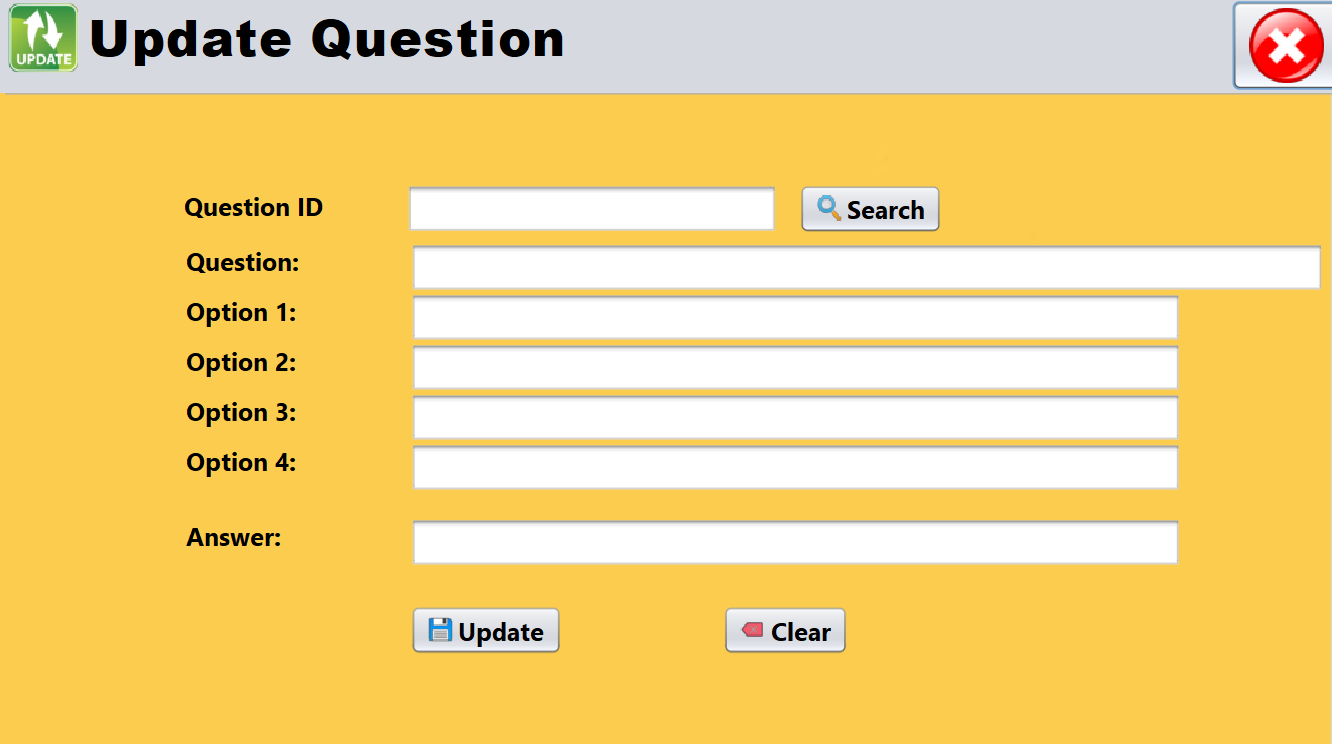 UPDATE
Update Question
Question ID
Search
Question:
Option 1:
Option 2:
Option 3:
Option 4:
Answer:
Update
Clear